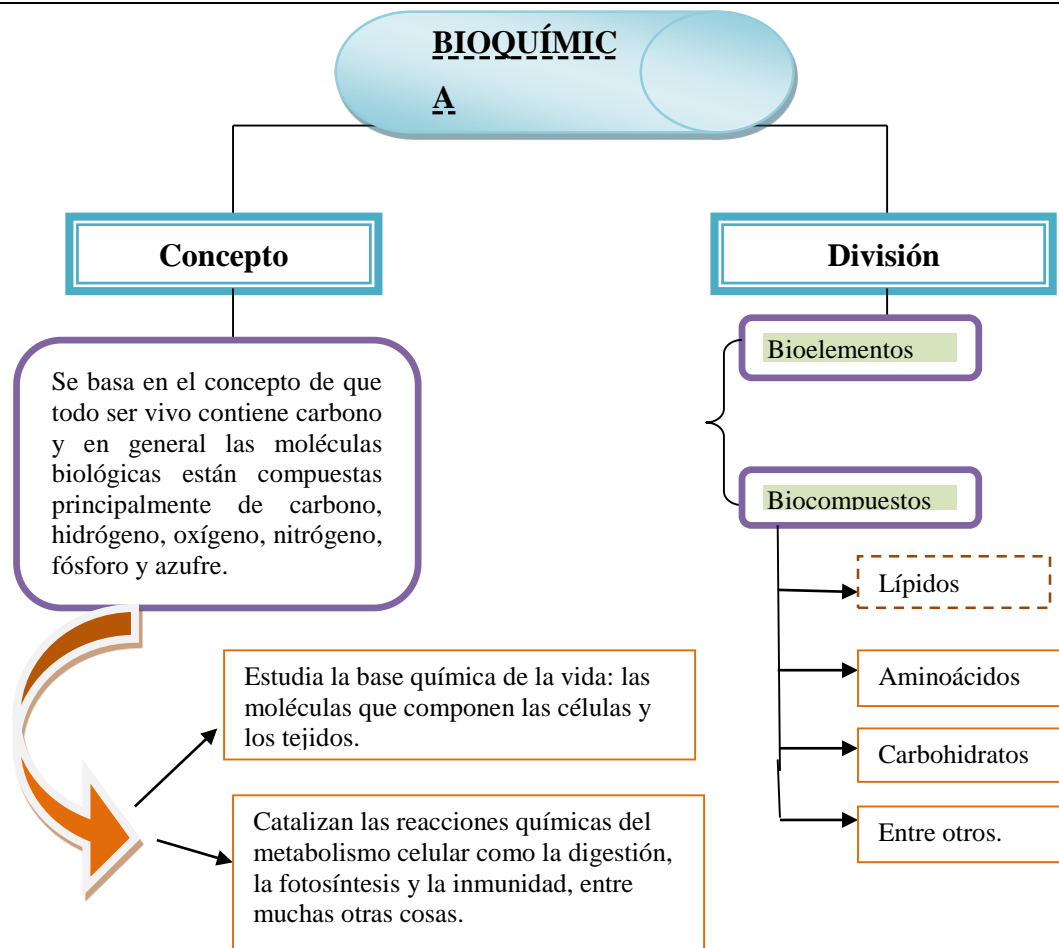 BIOQUÍMIC
A
Concepto
Se basa en el concepto de que
todo ser vivo contiene carbono
y en general las moléculas
biológicas están compuestas
principalmente de carbono,
hidrógeno, oxígeno, nitrógeno,
fósforo y azufre.
Estudia la base química de la vida: las
moléculas que componen las células y
los tejidos.
Catalizan las reacciones químicas del
metabolismo celular como la digestión,
la fotosíntesis y la inmunidad, entre
muchas otras cosas.
División
Bioelementos
Biocompuestos
Lípidos
Aminoácidos
Carbohidratos
Entre otros.